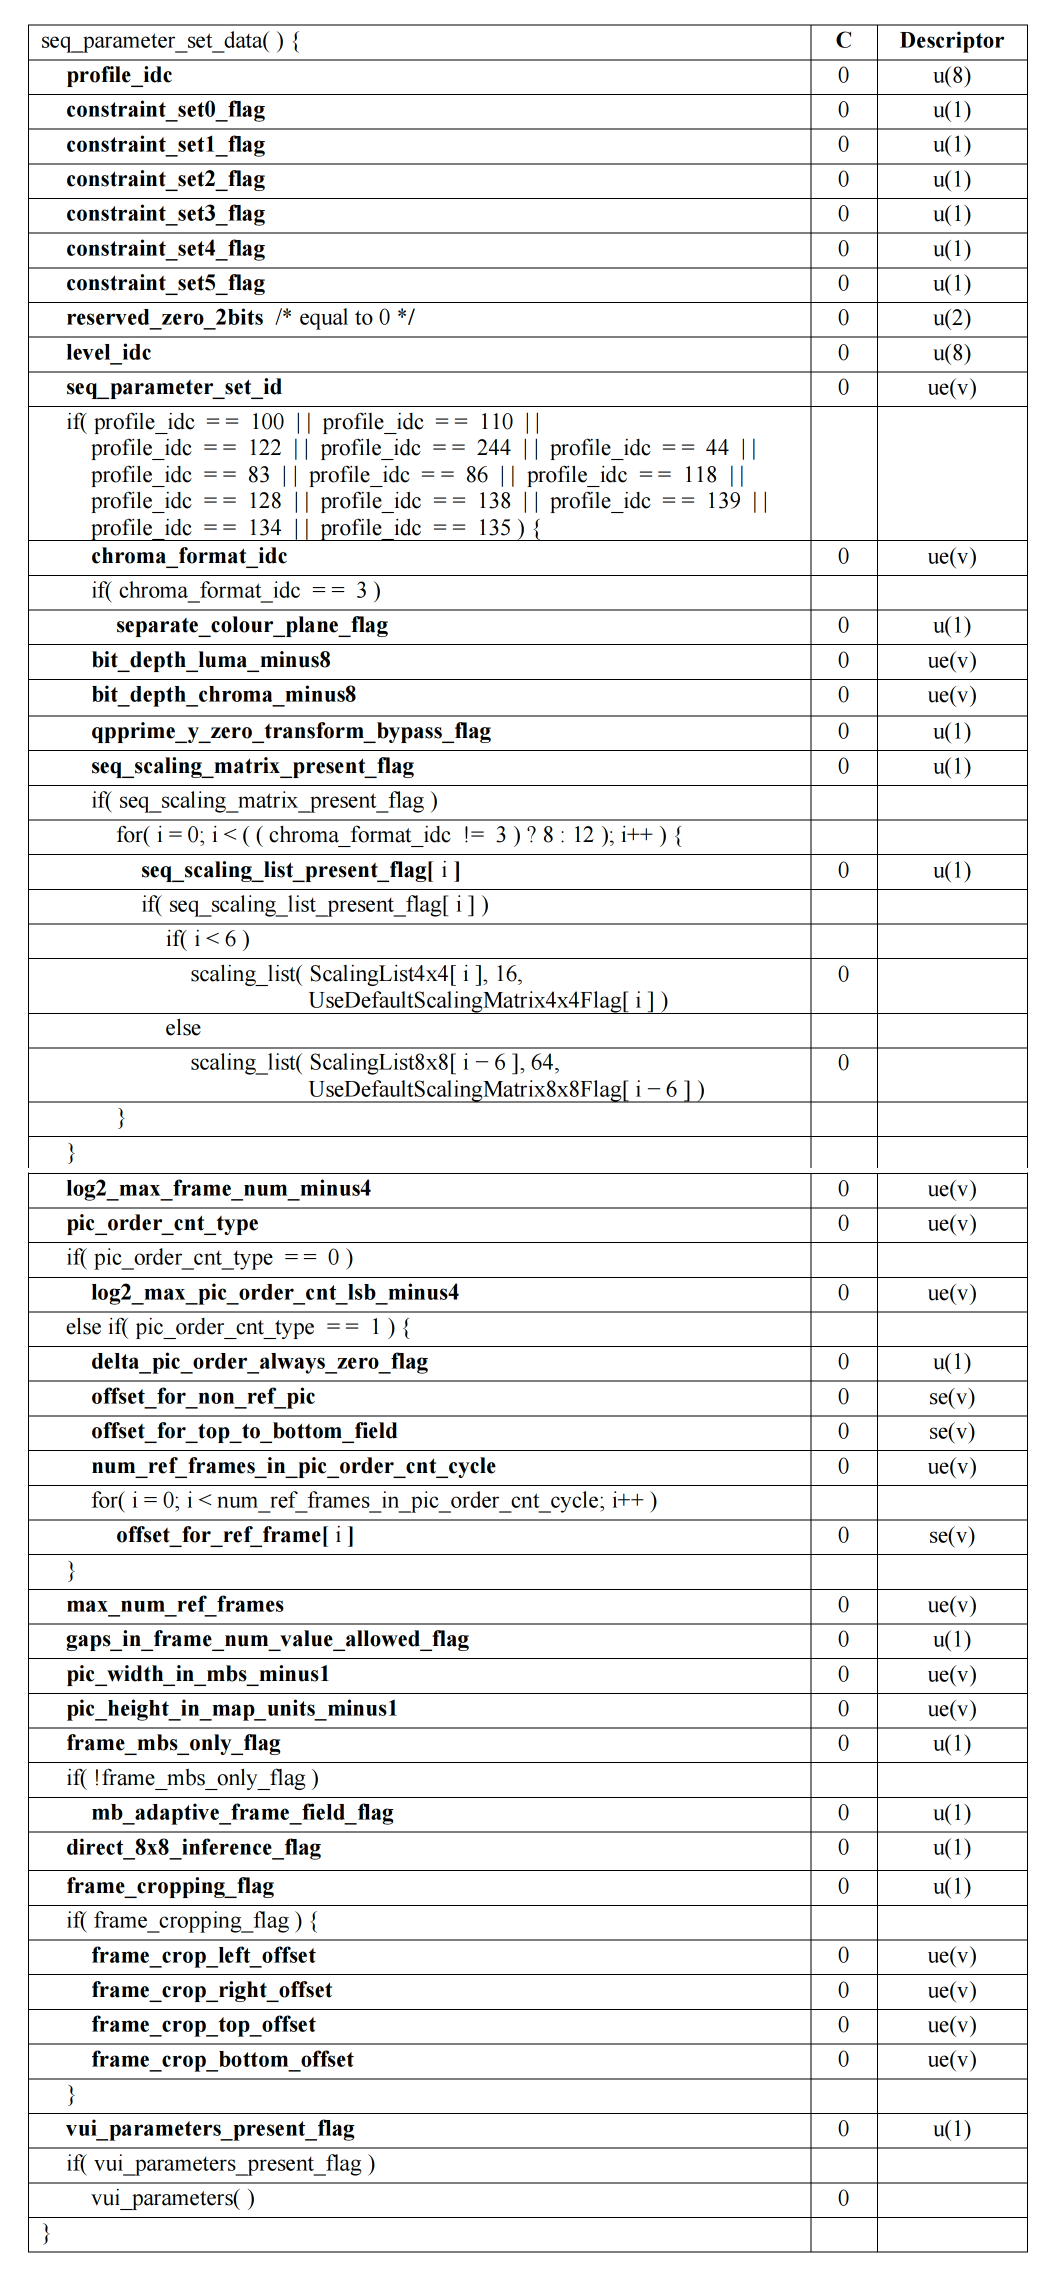 seq_parameter_set_data( ) { C Descriptor
profile_idc 0 u(8)
constraint_set0_flag 0 u(1)
constraint_set1_flag 0 u(1)
constraint_set2_flag 0 u(1)
constraint_set3_flag 0 u(1)
constraint_set4_flag 0 u(1)
constraint_set5_flag 0 u(1)
reserved_zero_2bits /* equal to 0 */ 0 u(2)
level_idc 0 u(8)
seq_parameter_set_id 0 ue(v)
if( profile_idc = = 100 | | profile_idc = = 110 | |
profile_idc = = 122 | | profile_idc = = 244 | | profile_idc = = 44 | |
profile_idc = = 83 | | profile_idc = = 86 | | profile_idc = = 118 | |
profile_idc = = 128 | | profile_idc = = 138 | | profile_idc = = 139 | |
profile_idc = = 134 | | profile_idc = = 135 ) {
chroma_format_idc 0 ue(v)
if( chroma_format_idc = = 3 )
separate_colour_plane_flag 0 u(1)
bit_depth_luma_minus8 0 ue(v)
bit_depth_chroma_minus8 0 ue(v)
qpprime_y_zero_transform_bypass_flag 0 u(1)
seq_scaling_matrix_present_flag 0 u(1)
if( seq_scaling_matrix_present_flag )
for( i = 0; i < ( ( chroma_format_idc != 3 ) ? 8 : 12 ); i++ ) {
seq_scaling_list_present_flag[ i ] 0 u(1)
if( seq_scaling_list_present_flag[ i ] )
if( i < 6 )
scaling_list( ScalingList4x4[ i ], 16, 0
UseDefaultScalingMatrix4x4Flag[ i ] )
else
scaling_list( ScalingList8x8[ i − 6 ], 64, 0
UseDefaultScalingMatrix8x8Flag[ i − 6 ] )
}
}
log2_max_frame_num_minus4 0 ue(v)
pic_order_cnt_type 0 ue(v)
if( pic_order_cnt_type = = 0 )
log2_max_pic_order_cnt_lsb_minus4 0 ue(v)
else if( pic_order_cnt_type = = 1 ) {
delta_pic_order_always_zero_flag 0 u(1)
offset_for_non_ref_pic 0 se(v)
offset_for_top_to_bottom_field 0 se(v)
num_ref_frames_in_pic_order_cnt_cycle 0 ue(v)
for( i = 0; i < num_ref_frames_in_pic_order_cnt_cycle; i++ )
offset_for_ref_frame[ i ] 0 se(v)
}
max_num_ref_frames 0 ue(v)
gaps_in_frame_num_value_allowed_flag 0 u(1)
pic_width_in_mbs_minus1 0 ue(v)
pic_height_in_map_units_minus1 0 ue(v)
frame_mbs_only_flag 0 u(1)
if( !frame_mbs_only_flag )
mb_adaptive_frame_field_flag 0 u(1)
direct_8x8_inference_flag 0 u(1)
frame_cropping_flag 0 u(1)
if( frame_cropping_flag ) {
frame_crop_left_offset 0 ue(v)
frame_crop_right_offset 0 ue(v)
frame_crop_top_offset 0 ue(v)
frame_crop_bottom_offset 0 ue(v)
}
vui_parameters_present_flag 0 u(1)
if( vui_parameters_present_flag )
vui_parameters( ) 0
}